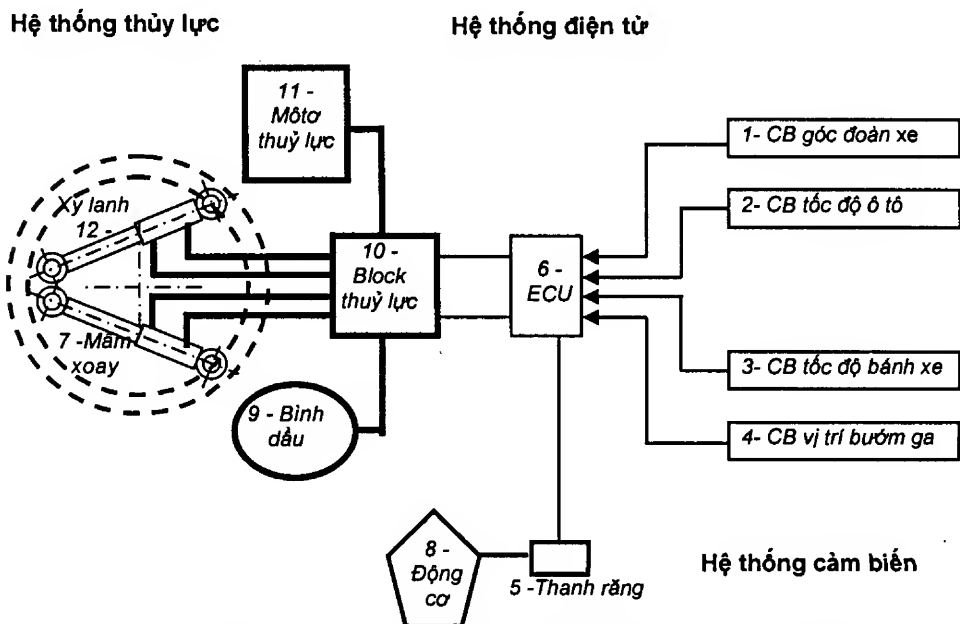 Hệ thống thủy lực
Hệ thống điện tử
11 -
Môtơ
thuỷ lực
1- CB góc đoàn xe
2- CB tốc độ ô tô
Xy lanh
12 -
10 -
Block
thuỷ lực
6 -
ECU
7 -Mâm
xoay
3- CB tốc độ bánh xe
9 - Bình
dầu
4- CB vị trí bướm ga
8 -
Động
cơ
5 -Thanh răng
Hệ thống cảm biến